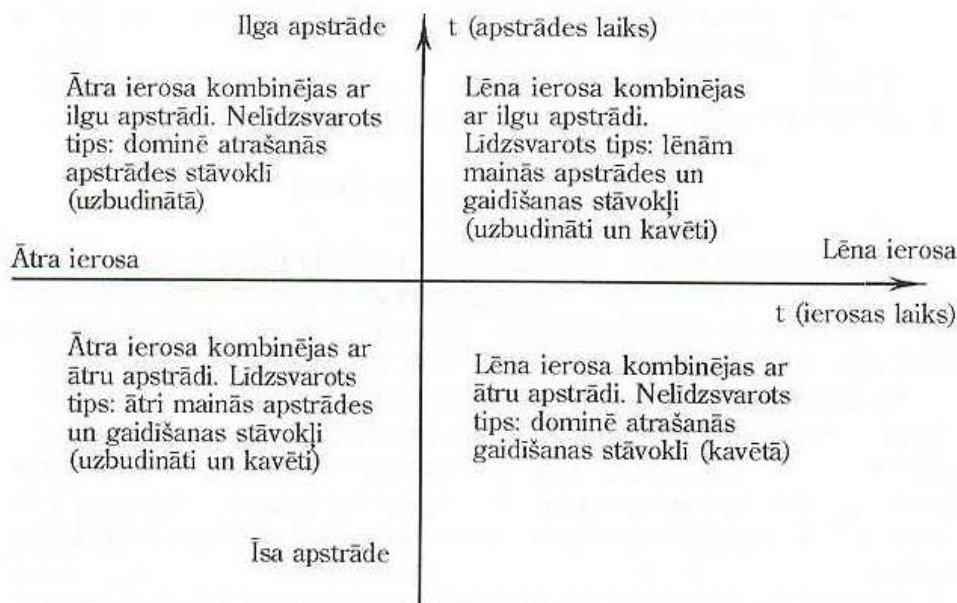 Ilga apstrāde
t (apstrādes laiks)
Ātra ierosa kombinējas ar
ilgu apstrādi. Nelīdzsvarots
tips: dominē atrašanās
apstrādes stāvoklī
(uzbudinātā)
Lēna ierosa kombinējas
ar ilgu apstrādi.
Līdzsvarots tips: lēnām
mainās apstrādes un
gaidīšanas stāvokļi
(uzbudināti un kavēti)
Ātra ierosa
Lēna ierosa
t (ierosas laiks)
Ātra ierosa kombinējas ar
ātru apstrādi. Līdzsvarots
tips: ātri mainās apstrādes
un gaidīšanas stāvokļi
(uzbudināti un kavēti)
Lēna ierosa kombinējas ar
ātru apstrādi. Nelīdzsvarots
tips: dominē atrašanās
gaidīšanas stāvoklī (kavētā)
Īsa apstrāde